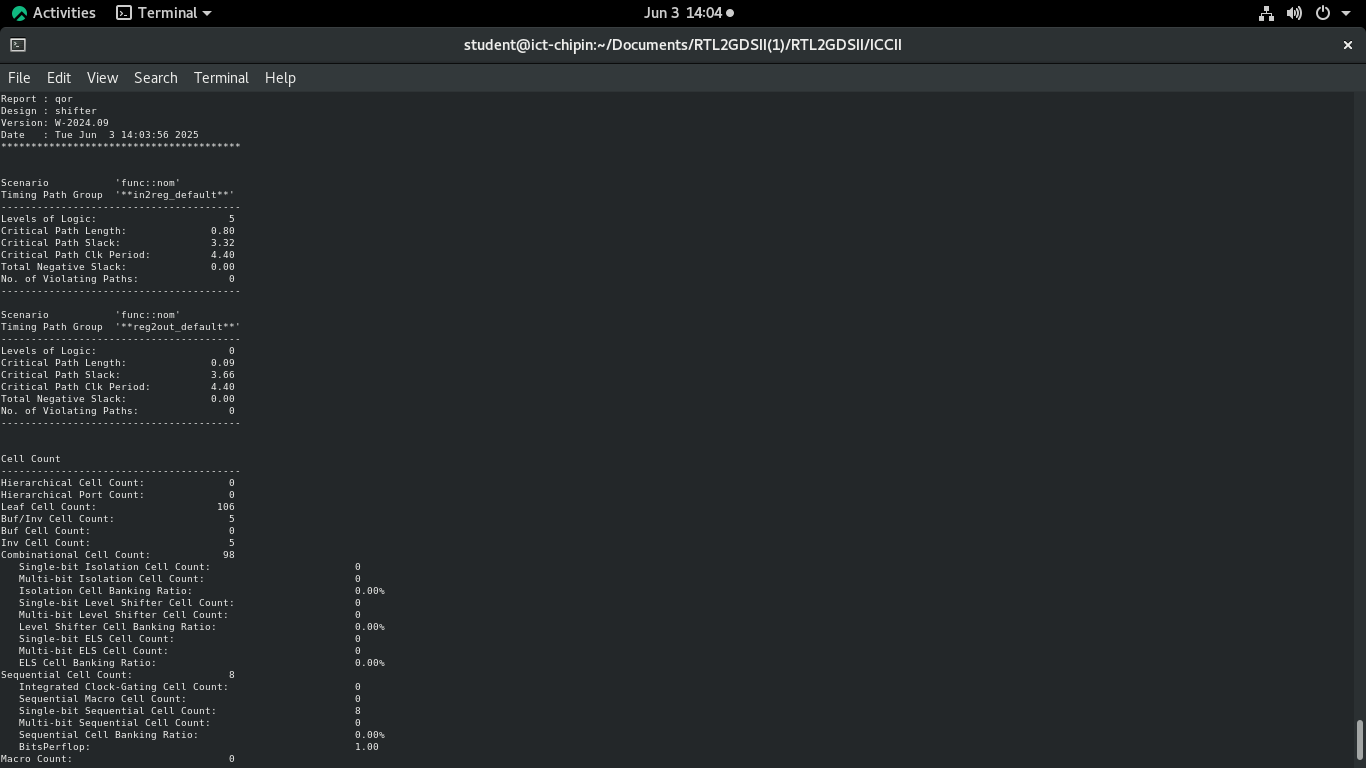 Activities Terminal Jun 3 14:04
student@ict-chipin:~/Documents/RTL2GDSII(1)/RTL2GDSII/ICCII
File Edit View Search Terminal Help
Report : qor
Design : shifter
Version: W-2024.09
Date   : Tue Jun  3 14:03:56 2025
****************************************
Scenario           'func::nom'
Timing Path Group  '**in2reg_default**'
----------------------------------------
Levels of Logic:                      5
Critical Path Length:              0.80
Critical Path Slack:               3.32
Critical Path Clk Period:          4.40
Total Negative Slack:              0.00
No. of Violating Paths:               0
----------------------------------------
Scenario           'func::nom'
Timing Path Group  '**reg2out_default**'
----------------------------------------
Levels of Logic:                      0
Critical Path Length:              0.09
Critical Path Slack:               3.66
Critical Path Clk Period:          4.40
Total Negative Slack:              0.00
No. of Violating Paths:               0
----------------------------------------
Cell Count
----------------------------------------
Hierarchical Cell Count:              0
Hierarchical Port Count:              0
Leaf Cell Count:                    106
Buf/Inv Cell Count:                   5
Buf Cell Count:                       0
Inv Cell Count:                       5
Combinational Cell Count:            98
   Single-bit Isolation Cell Count:                        0
   Multi-bit Isolation Cell Count:                         0
   Isolation Cell Banking Ratio:                           0.00%
   Single-bit Level Shifter Cell Count:                    0
   Multi-bit Level Shifter Cell Count:                     0
   Level Shifter Cell Banking Ratio:                       0.00%
   Single-bit ELS Cell Count:                              0
   Multi-bit ELS Cell Count:                               0
   ELS Cell Banking Ratio:                                 0.00%
Sequential Cell Count:                8
   Integrated Clock-Gating Cell Count:                     0
   Sequential Macro Cell Count:                            0
   Single-bit Sequential Cell Count:                       8
   Multi-bit Sequential Cell Count:                        0
   Sequential Cell Banking Ratio:                          0.00%
   BitsPerflop:                                            1.00
Macro Count:                          0